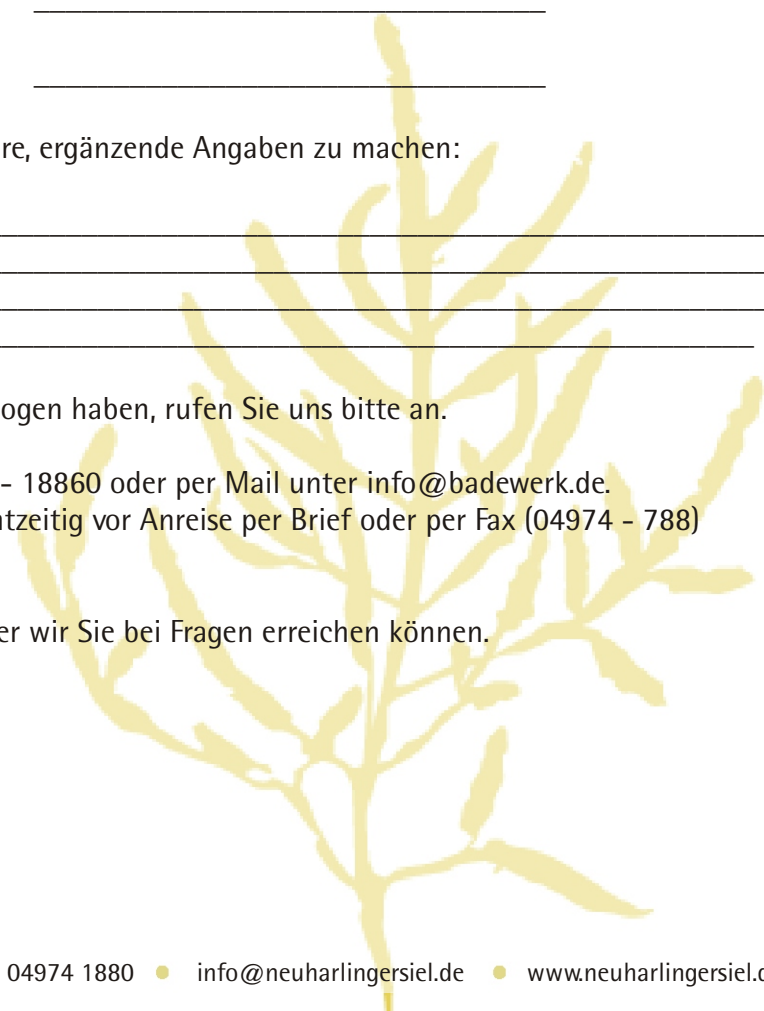 re, ergänzende Angaben zu machen:
ogen haben, rufen Sie uns bitte an.
- 18860 oder per Mail unter info@badewerk.de.
tzeitig vor Anreise per Brief oder per Fax (04974 - 788)
er wir Sie bei Fragen erreichen können.
04974 1880 • info@neuharlingersiel.de • www.neuharlingersiel.d